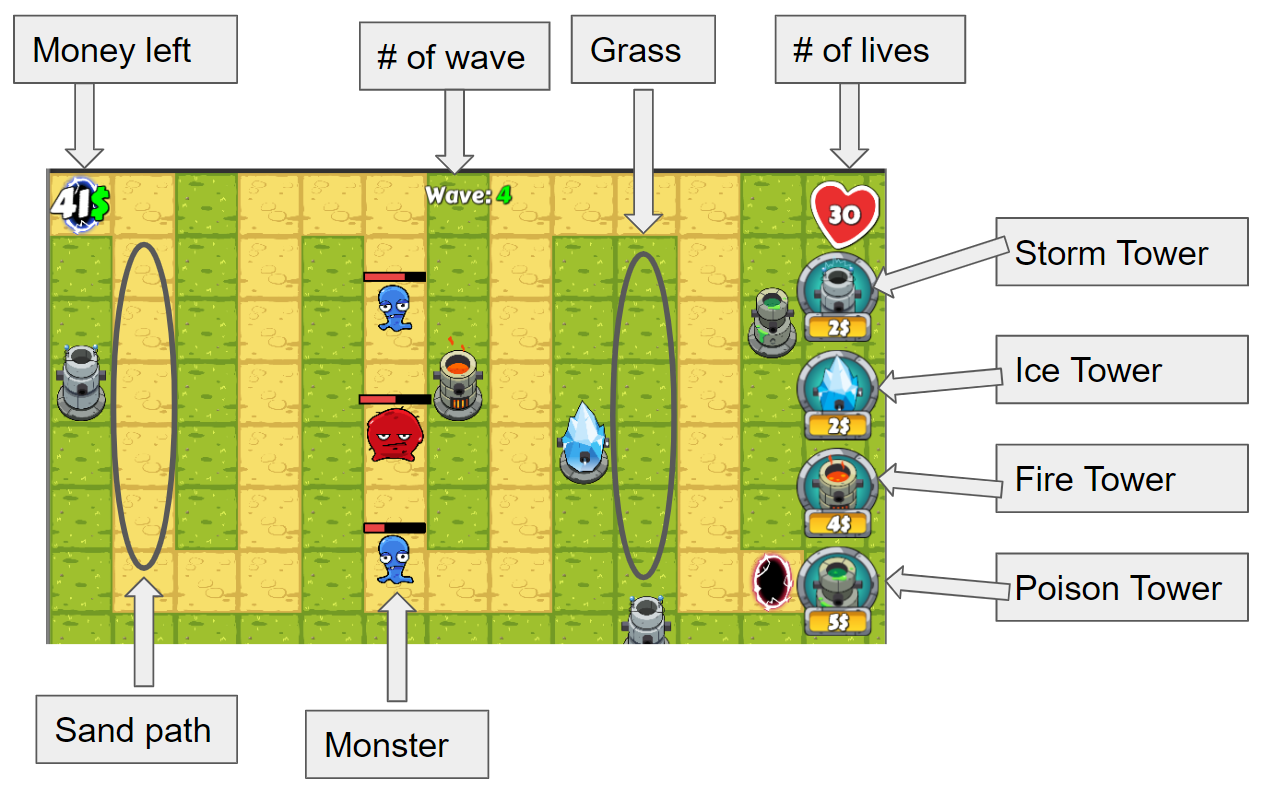 Money left
# of wave
Grass
# of lives
41$
Wave: 4
30
Storm Tower
2$
Ice Tower
2$
Fire Tower
4$
Poison Tower
5$
Sand path
Monster